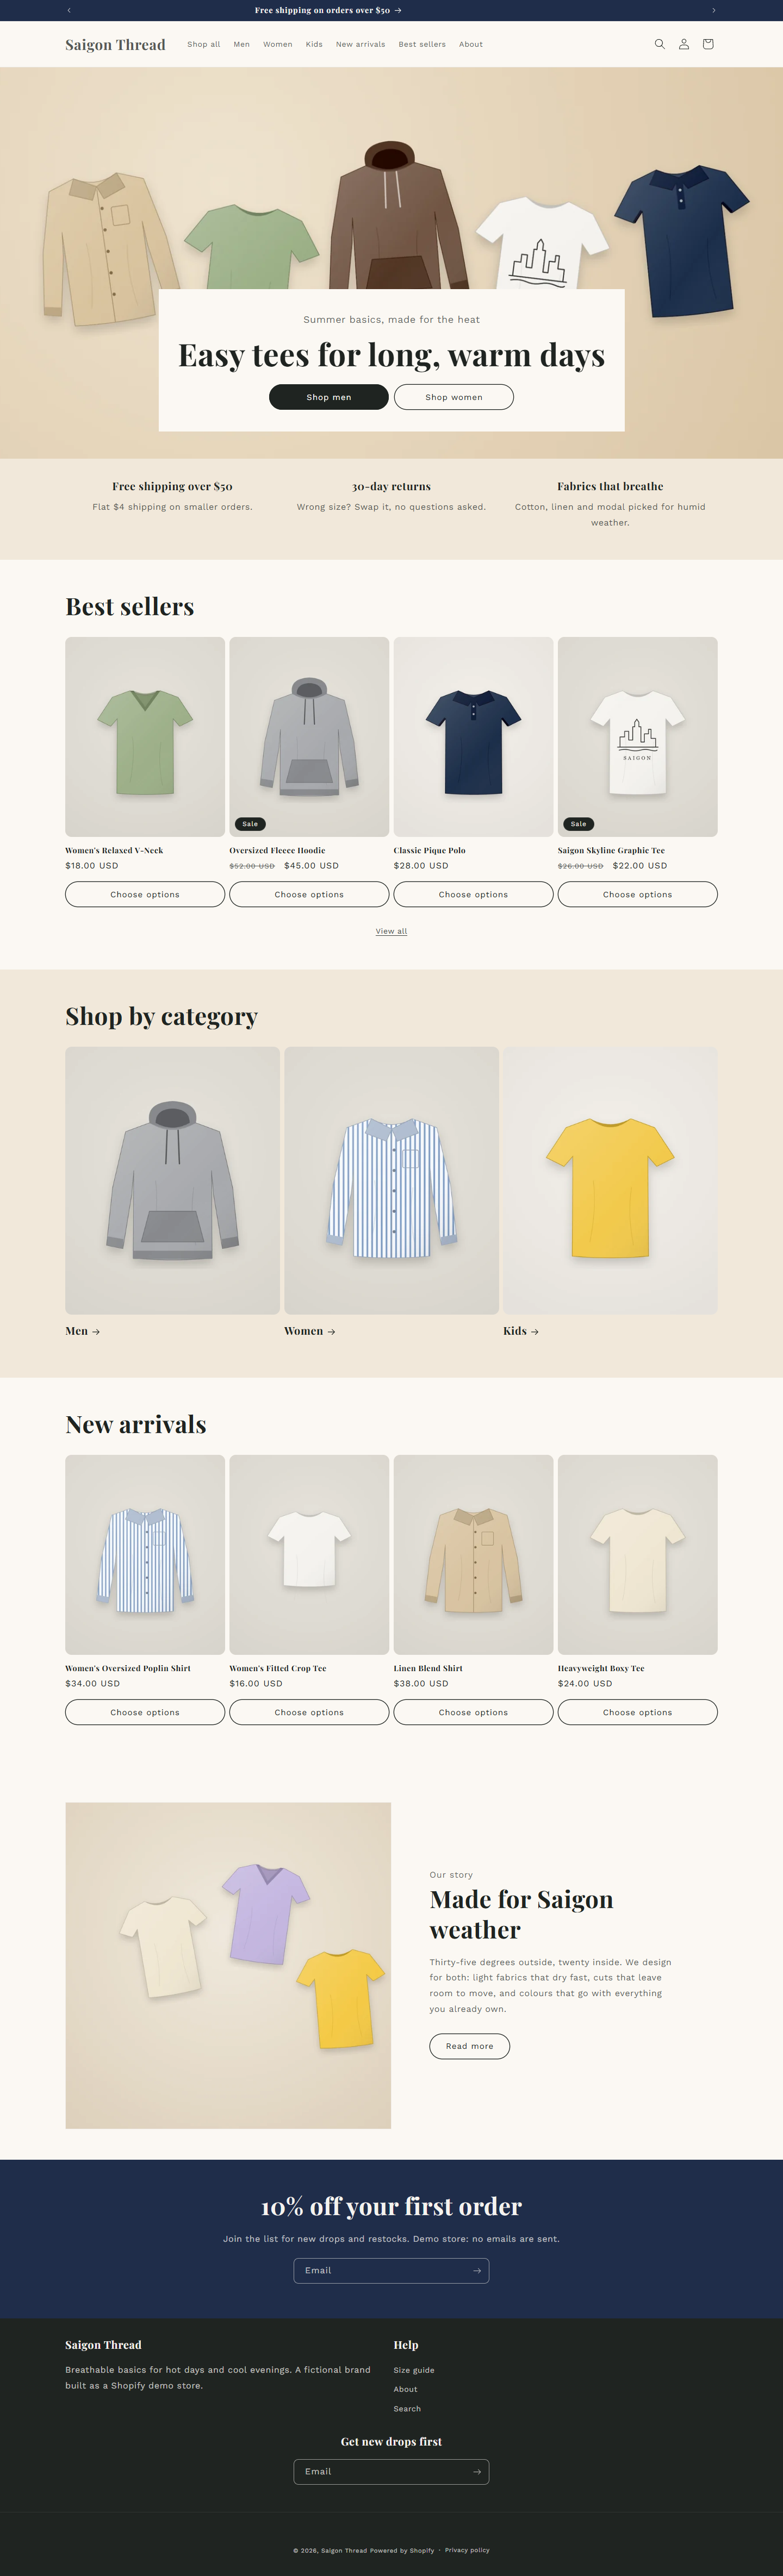 Free shipping on orders over $50 →
Saigon Thread
Shop all
Men
Women
Kids
New arrivals
Best sellers
About
Summer basics, made for the heat
Easy tees for long, warm days
Shop men
Shop women
Free shipping over $50
Flat $4 shipping on smaller orders.
30-day returns
Wrong size? Swap it, no questions asked.
Fabrics that breathe
Cotton, linen and modal picked for humid
weather.
Best sellers
SAIGON
Sale
Sale
Women's Relaxed V-Neck
$18.00 USD
Choose options
Oversized Fleece Hoodie
$52.00 USD $45.00 USD
Choose options
Classic Pique Polo
$28.00 USD
Choose options
Saigon Skyline Graphic Tee
$26.00 USD $22.00 USD
Choose options
View all
Shop by category
Men →
Women →
Kids →
New arrivals
Women's Oversized Poplin Shirt
$34.00 USD
Choose options
Women's Fitted Crop Tee
$16.00 USD
Choose options
Linen Blend Shirt
$38.00 USD
Choose options
Heavyweight Boxy Tee
$24.00 USD
Choose options
Our story
Made for Saigon
weather
Thirty-five degrees outside, twenty inside. We design
for both: light fabrics that dry fast, cuts that leave
room to move, and colours that go with everything
you already own.
Read more
10% off your first order
Join the list for new drops and restocks. Demo store: no emails are sent.
Email
Saigon Thread
Breathable basics for hot days and cool evenings. A fictional brand
built as a Shopify demo store.
Help
Size guide
About
Search
Get new drops first
Email
© 2026, Saigon Thread Powered by Shopify · Privacy policy